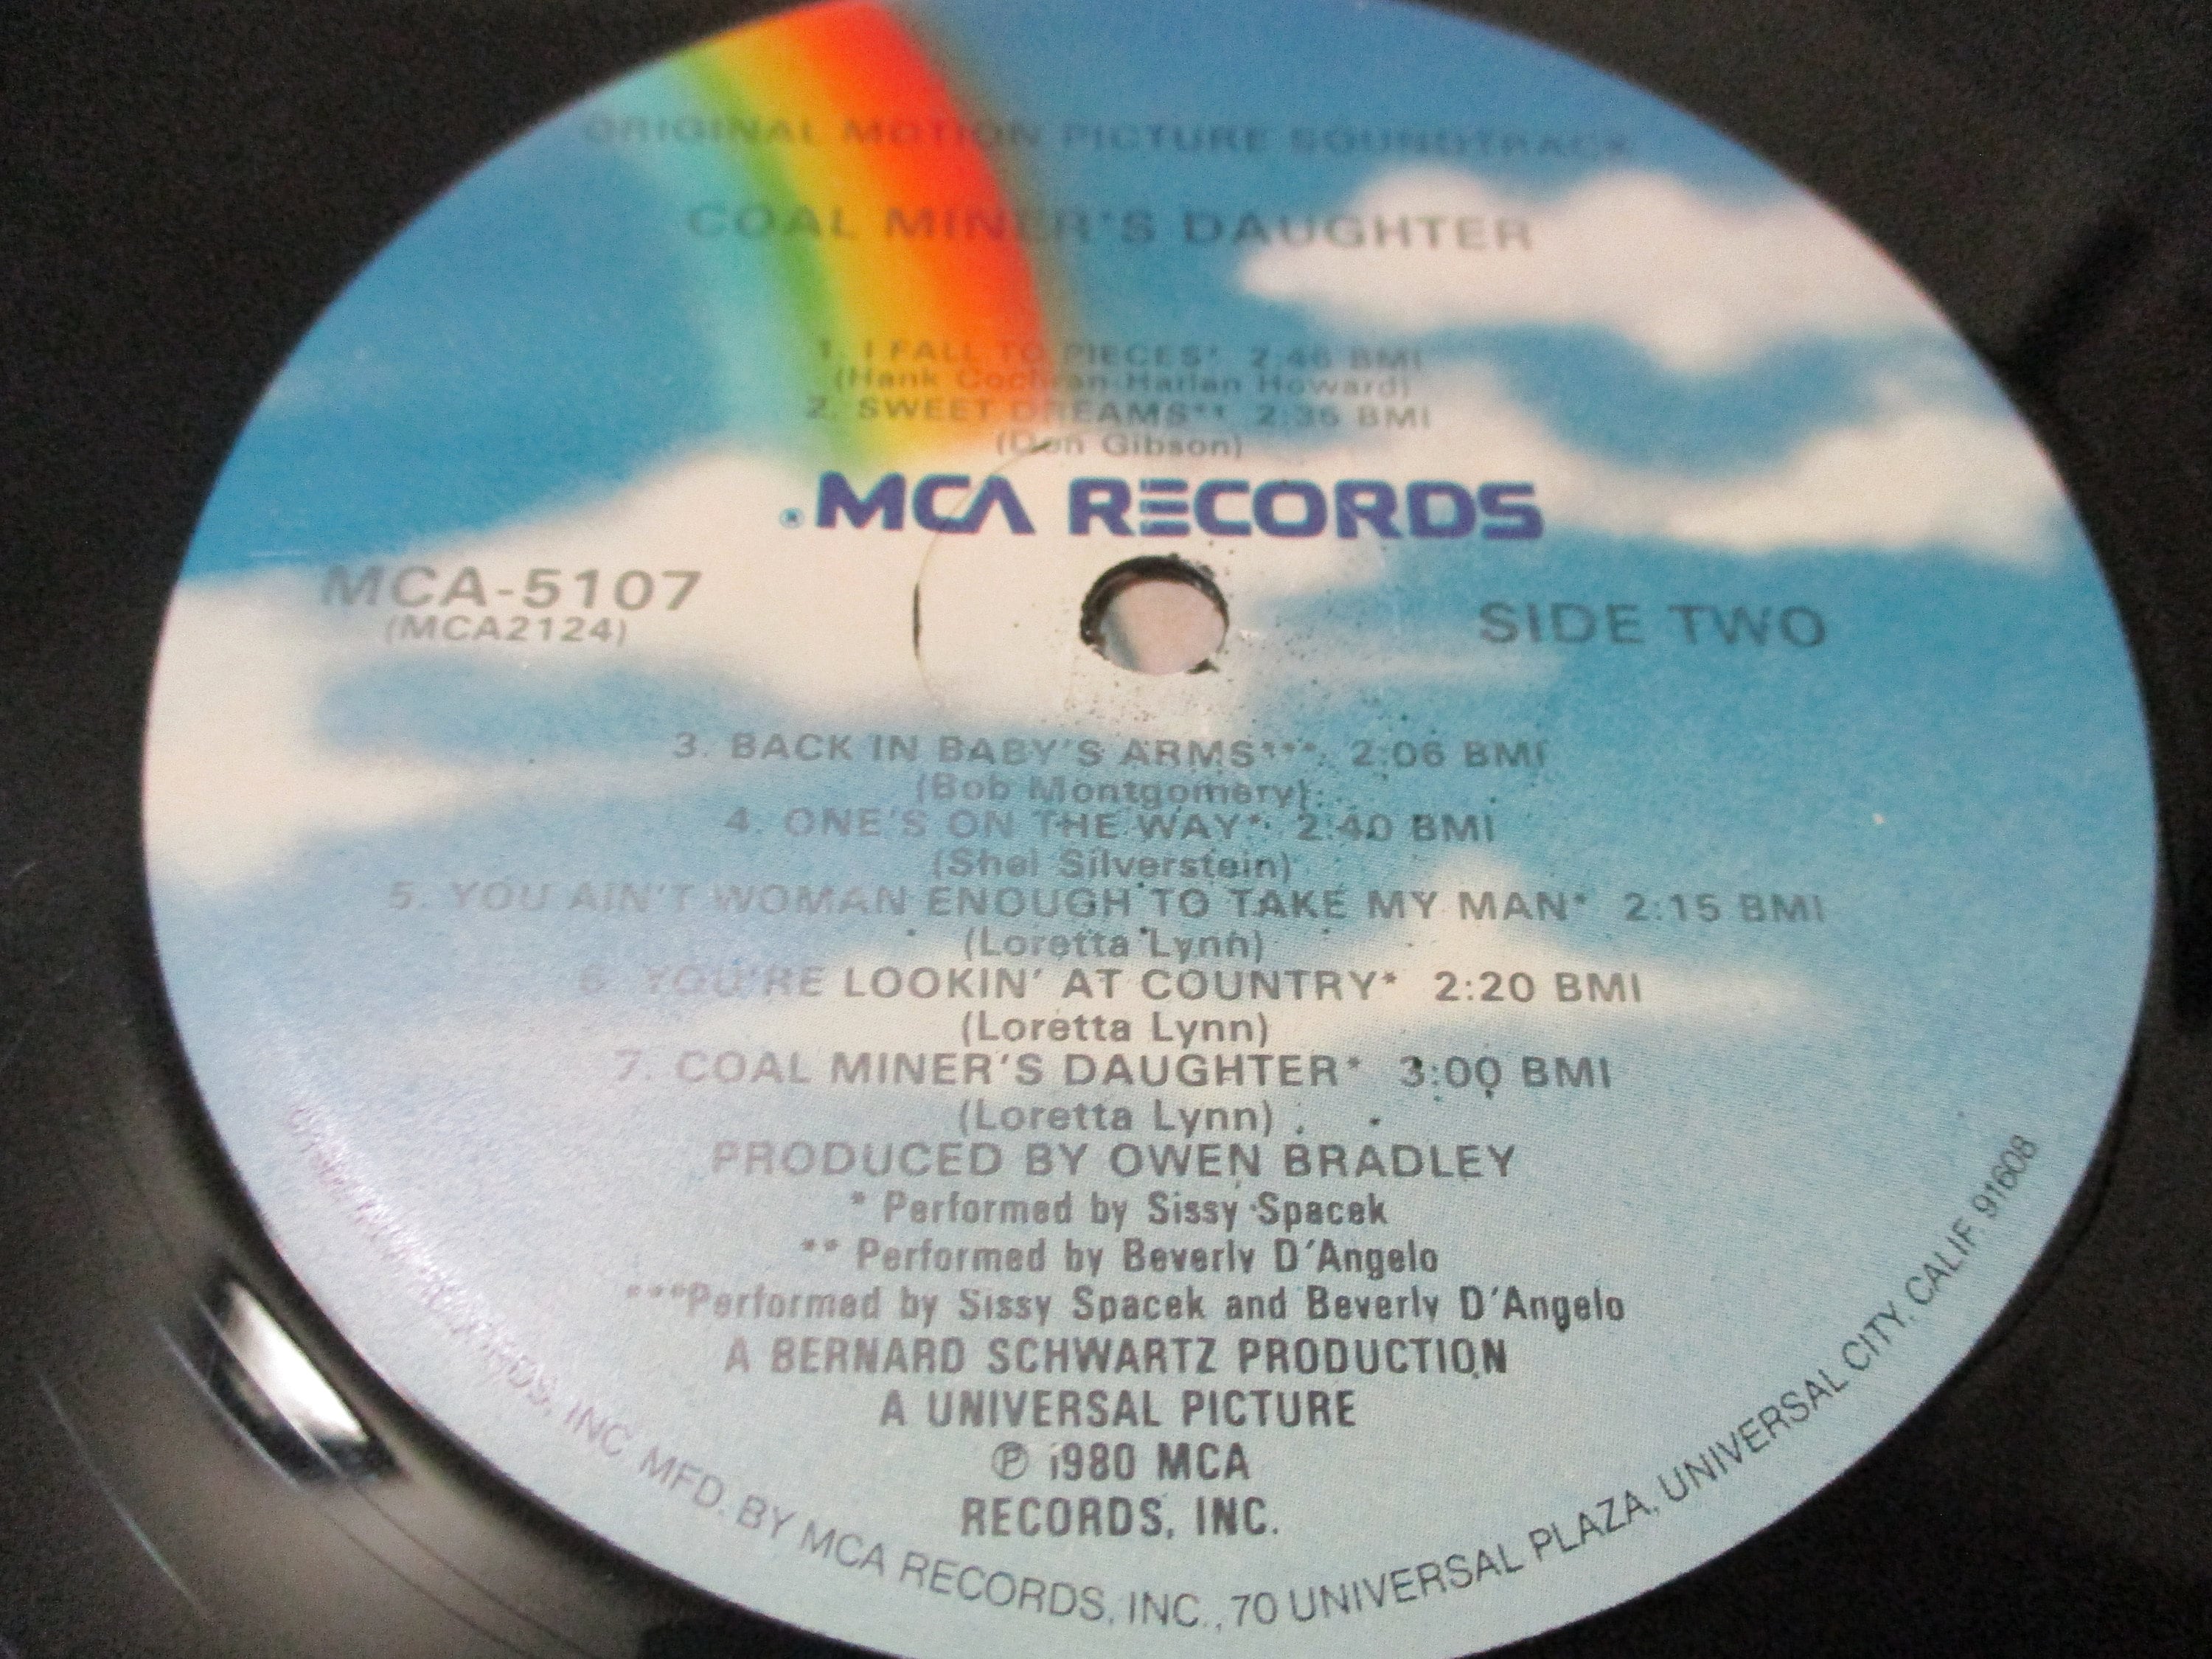 ORIGINAL MOTION PICTURE SOUNDTRACK
COAL MINER'S DAUGHTER
1. I FALL TO PIECES* 2:46 BMI
(Hank Cochran-Harlan Howard)
2. SWEET DREAMS** 2:36 BMI
(Don Gibson)
MCA RECORDS
MCA-5107
(MCA2124)
SIDE TWO
3. BACK IN BABY'S ARMS*** 2:06 BMI
(Bob Montgomery)
4. ONE'S ON THE WAY* 2:40 BMI
(Shel Silverstein)
5. YOU AIN'T WOMAN ENOUGH TO TAKE MY MAN* 2:15 BMI
(Loretta Lynn)
6. YOU'RE LOOKIN' AT COUNTRY* 2:20 BMI
(Loretta Lynn)
7. COAL MINER'S DAUGHTER* 3:00 BMI
(Loretta Lynn)
PRODUCED BY OWEN BRADLEY
* Performed by Sissy Spacek
** Performed by Beverly D'Angelo
***Performed by Sissy Spacek and Beverly D'Angelo
A BERNARD SCHWARTZ PRODUCTION
A UNIVERSAL PICTURE
℗ 1980 MCA
RECORDS, INC.
RECORDS, INC MFD. BY MCA RECORDS, INC., 70 UNIVERSAL PLAZA, UNIVERSAL CITY, CALIF. 91608